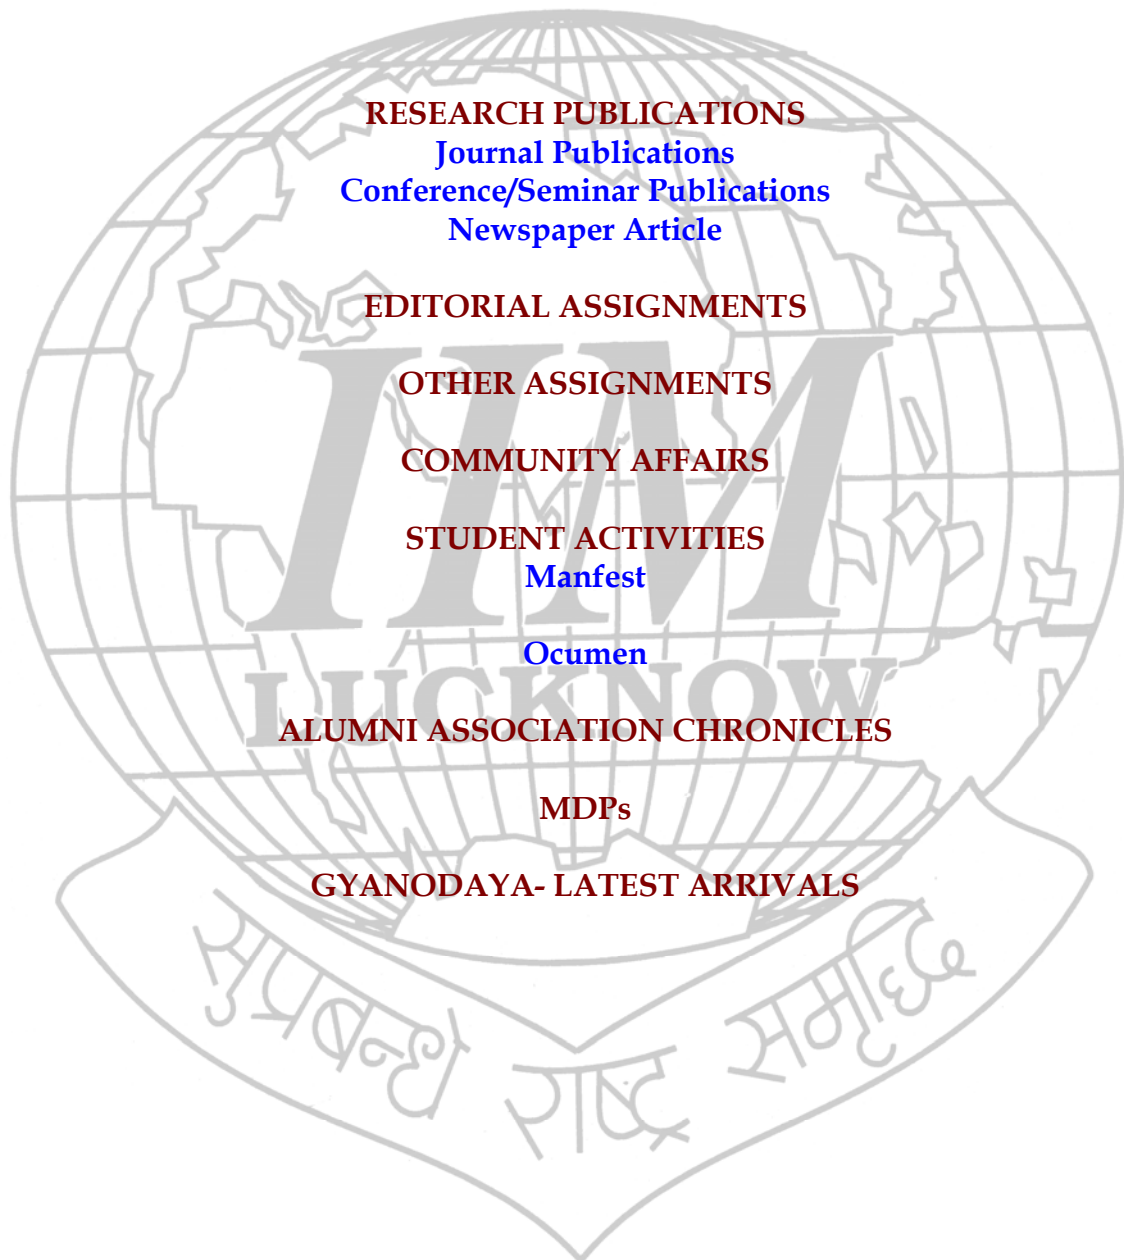 RESEARCH PUBLICATIONS
Journal Publications
Conference/Seminar Publications
Newspaper Article
EDITORIAL ASSIGNMENTS
OTHER ASSIGNMENTS
COMMUNITY AFFAIRS
STUDENT ACTIVITIES
Manfest
Ocumen
ALUMNI ASSOCIATION CHRONICLES
MDPs
GYANODAYA- LATEST ARRIVALS
IIM
LUCKNOW
सुप्रबन्धे राष्ट्र समृद्धि